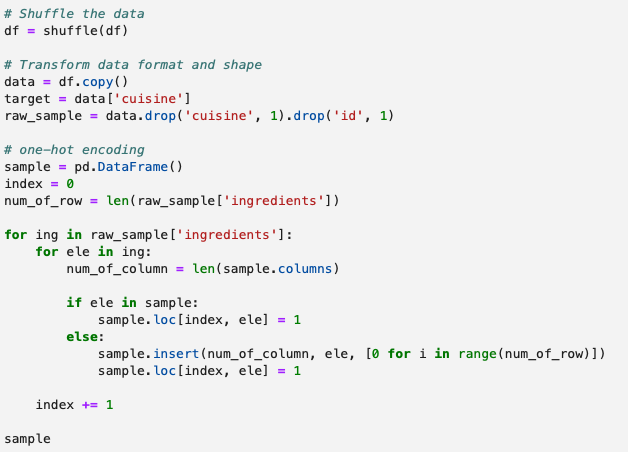 # Shuffle the data
df = shuffle(df)
# Transform data format and shape
data = df.copy()
target = data['cuisine']
raw_sample = data.drop('cuisine', 1).drop('id', 1)
# one-hot encoding
sample = pd.DataFrame()
index = 0
num_of_row = len(raw_sample['ingredients'])
for ing in raw_sample['ingredients']:
    for ele in ing:
        num_of_column = len(sample.columns)
        if ele in sample:
            sample.loc[index, ele] = 1
        else:
            sample.insert(num_of_column, ele, [0 for i in range(num_of_row)])
            sample.loc[index, ele] = 1
    index += 1
sample